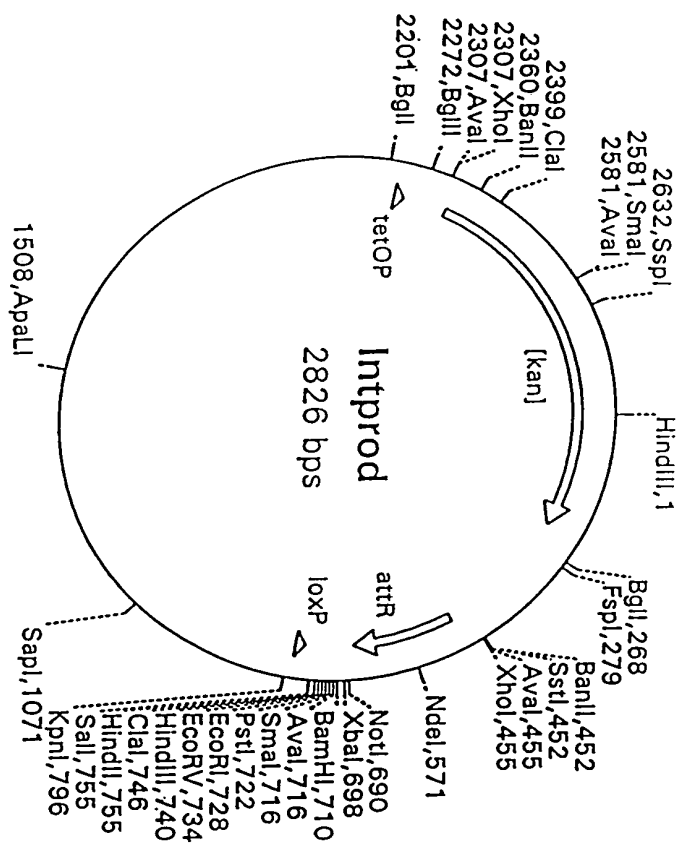 HindIII,1
2632,SspI
2581,SmaI
2581,AvaI
2399,ClaI
2360,BanII
2307,XhoI
2307,AvaI
2272,BglII
2201,BglI
BglI,268
FspI,279
BanII,452
SstI,452
AvaI,455
XhoI,455
NdeI,571
NotI,690
XbaI,698
BamHI,710
AvaI,716
SmaI,716
PstI,722
EcoRI,728
EcoRV,734
HindIII,740
ClaI,746
HindII,755
SalI,755
KpnI,796
SapI,1071
1508,ApaLI
[kan]
tetOP
attR
loxP
Intprod
2826 bps